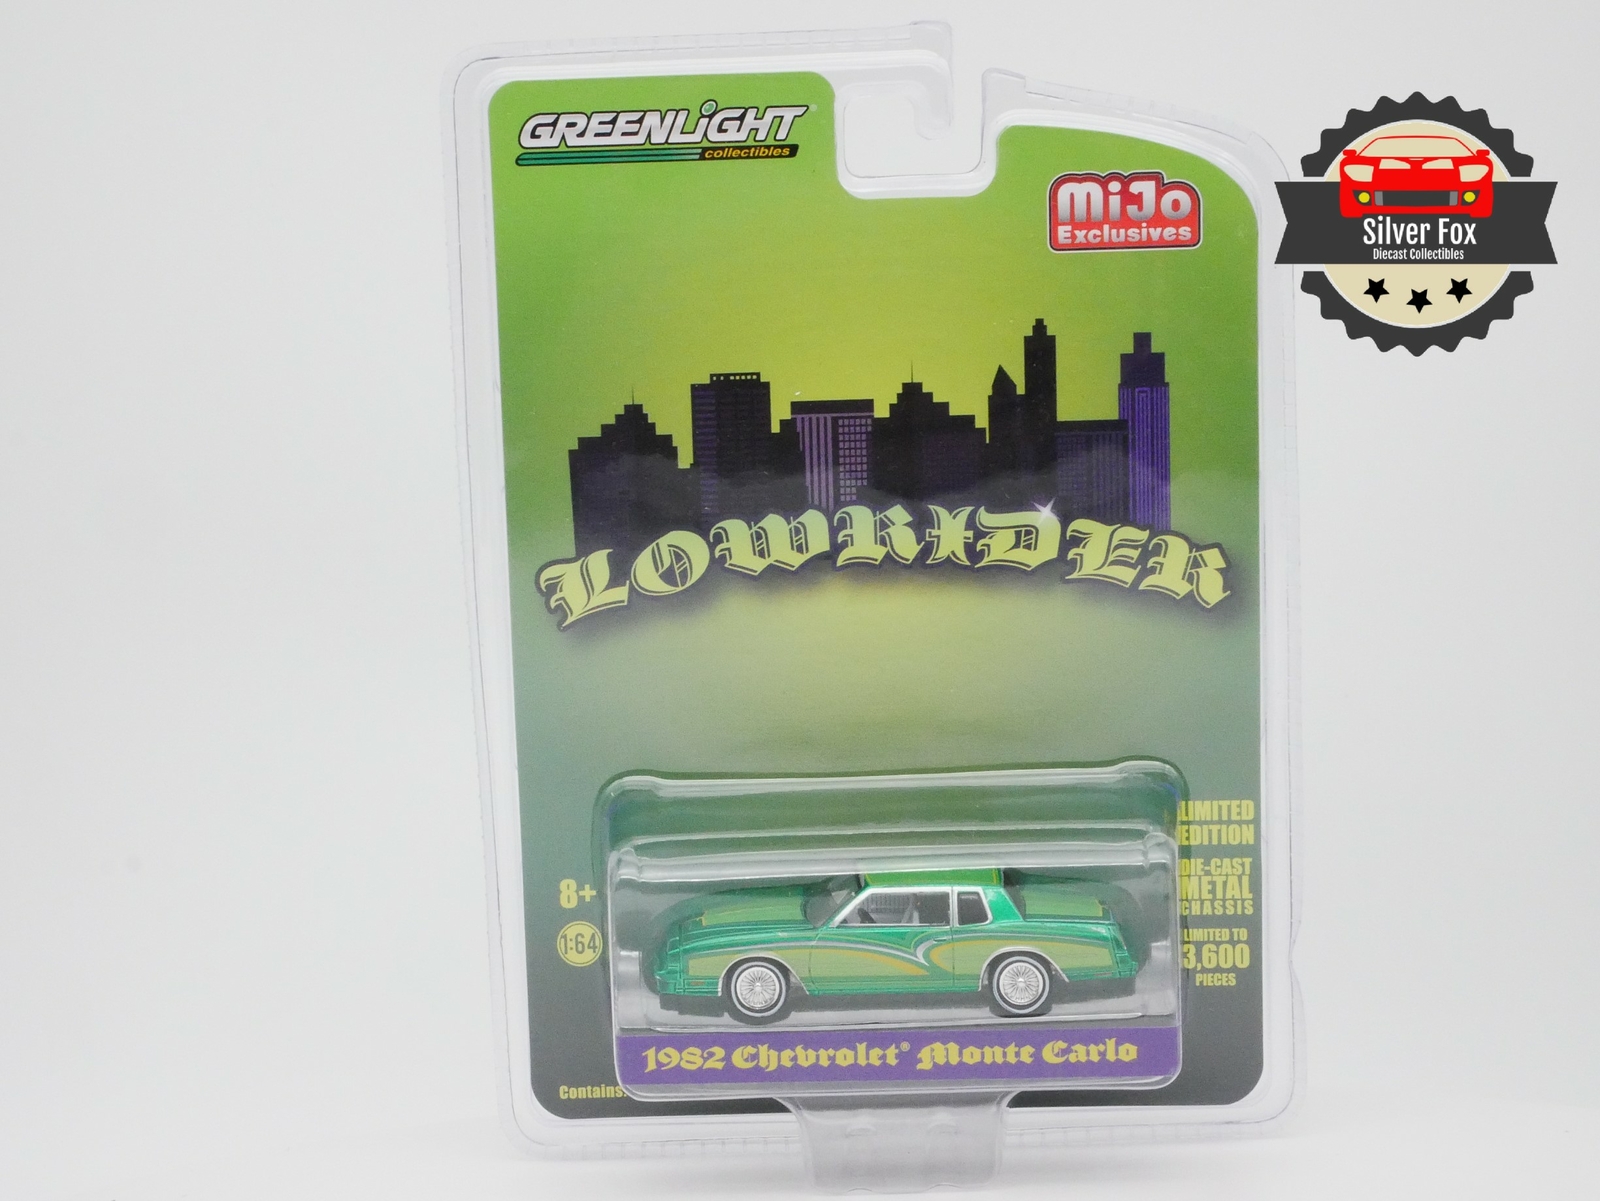 GREENLiGHT
collectibles
MiJo
Exclusives
Silver Fox
Diecast Collectibles
LOWRIDER
LIMITED
EDITION
DIE-CAST
METAL
CHASSIS
LIMITED TO
3,600
PIECES
8+
1:64
1982 Chevrolet® Monte Carlo
Contains: